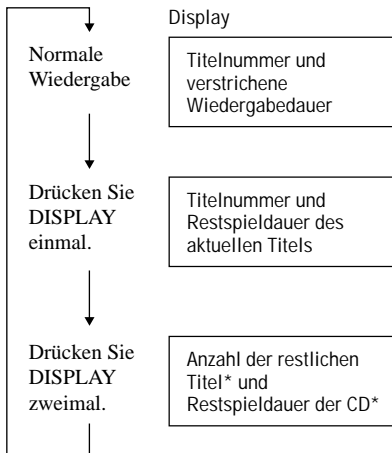 Display
Normale
Wiedergabe
Titelnummer und
verstrichene
Wiedergabedauer
Drücken Sie
DISPLAY
einmal.
Titelnummer und
Restspieldauer des
aktuellen Titels
Drücken Sie
DISPLAY
zweimal.
Anzahl der restlichen
Titel* und
Restspieldauer der CD*